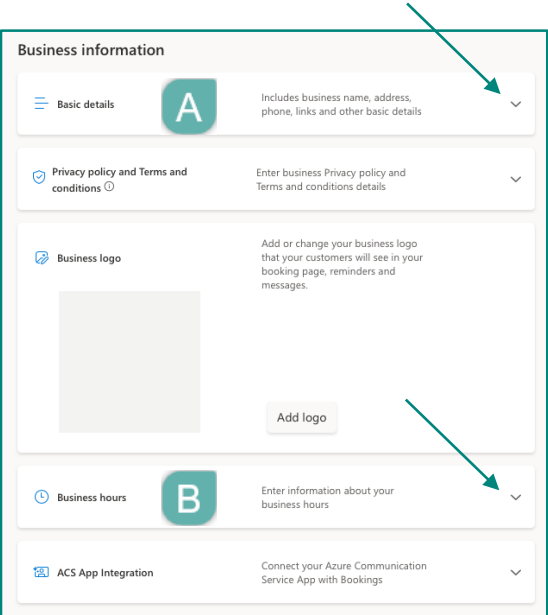 Business information
Basic details
A
Includes business name, address,
phone, links and other basic details
Privacy policy and Terms and
conditions
Enter business Privacy policy and
Terms and conditions details
Business logo
Add or change your business logo
that your customers will see in your
booking page, reminders and
messages.
Add logo
Business hours
B
Enter information about your
business hours
ACS App Integration
Connect your Azure Communication
Service App with Bookings